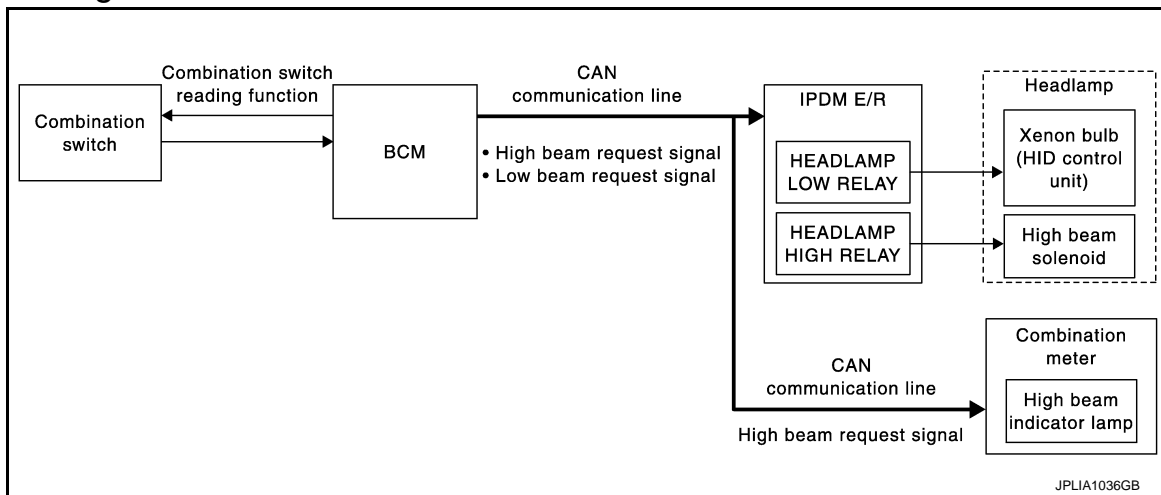 Combination switch
reading function
CAN
communication line
Combination
switch
BCM
• High beam request signal
• Low beam request signal
IPDM E/R
HEADLAMP
LOW RELAY
HEADLAMP
HIGH RELAY
Headlamp
Xenon bulb
(HID control
unit)
High beam
solenoid
CAN
communication line
High beam request signal
Combination
meter
High beam
indicator lamp
JPLIA1036GB